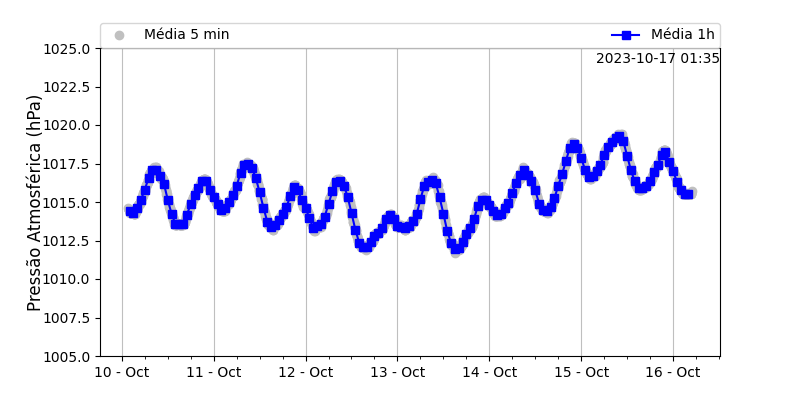 Média 5 min
Média 1h
2023-10-17 01:35
Pressão Atmosférica (hPa)
1025.0
1022.5
1020.0
1017.5
1015.0
1012.5
1010.0
1007.5
1005.0
10 - Oct
11 - Oct
12 - Oct
13 - Oct
14 - Oct
15 - Oct
16 - Oct